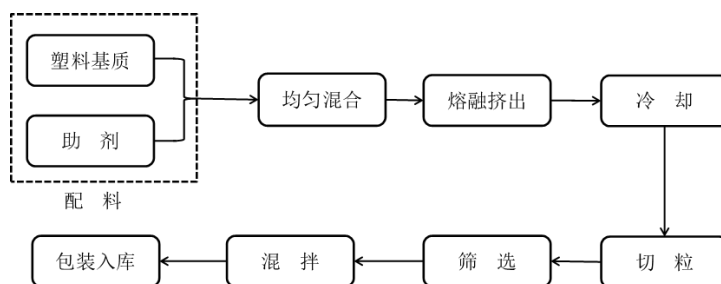 塑料基质
助 剂
配 料
均匀混合
熔融挤出
冷 却
切 粒
筛 选
混 拌
包装入库